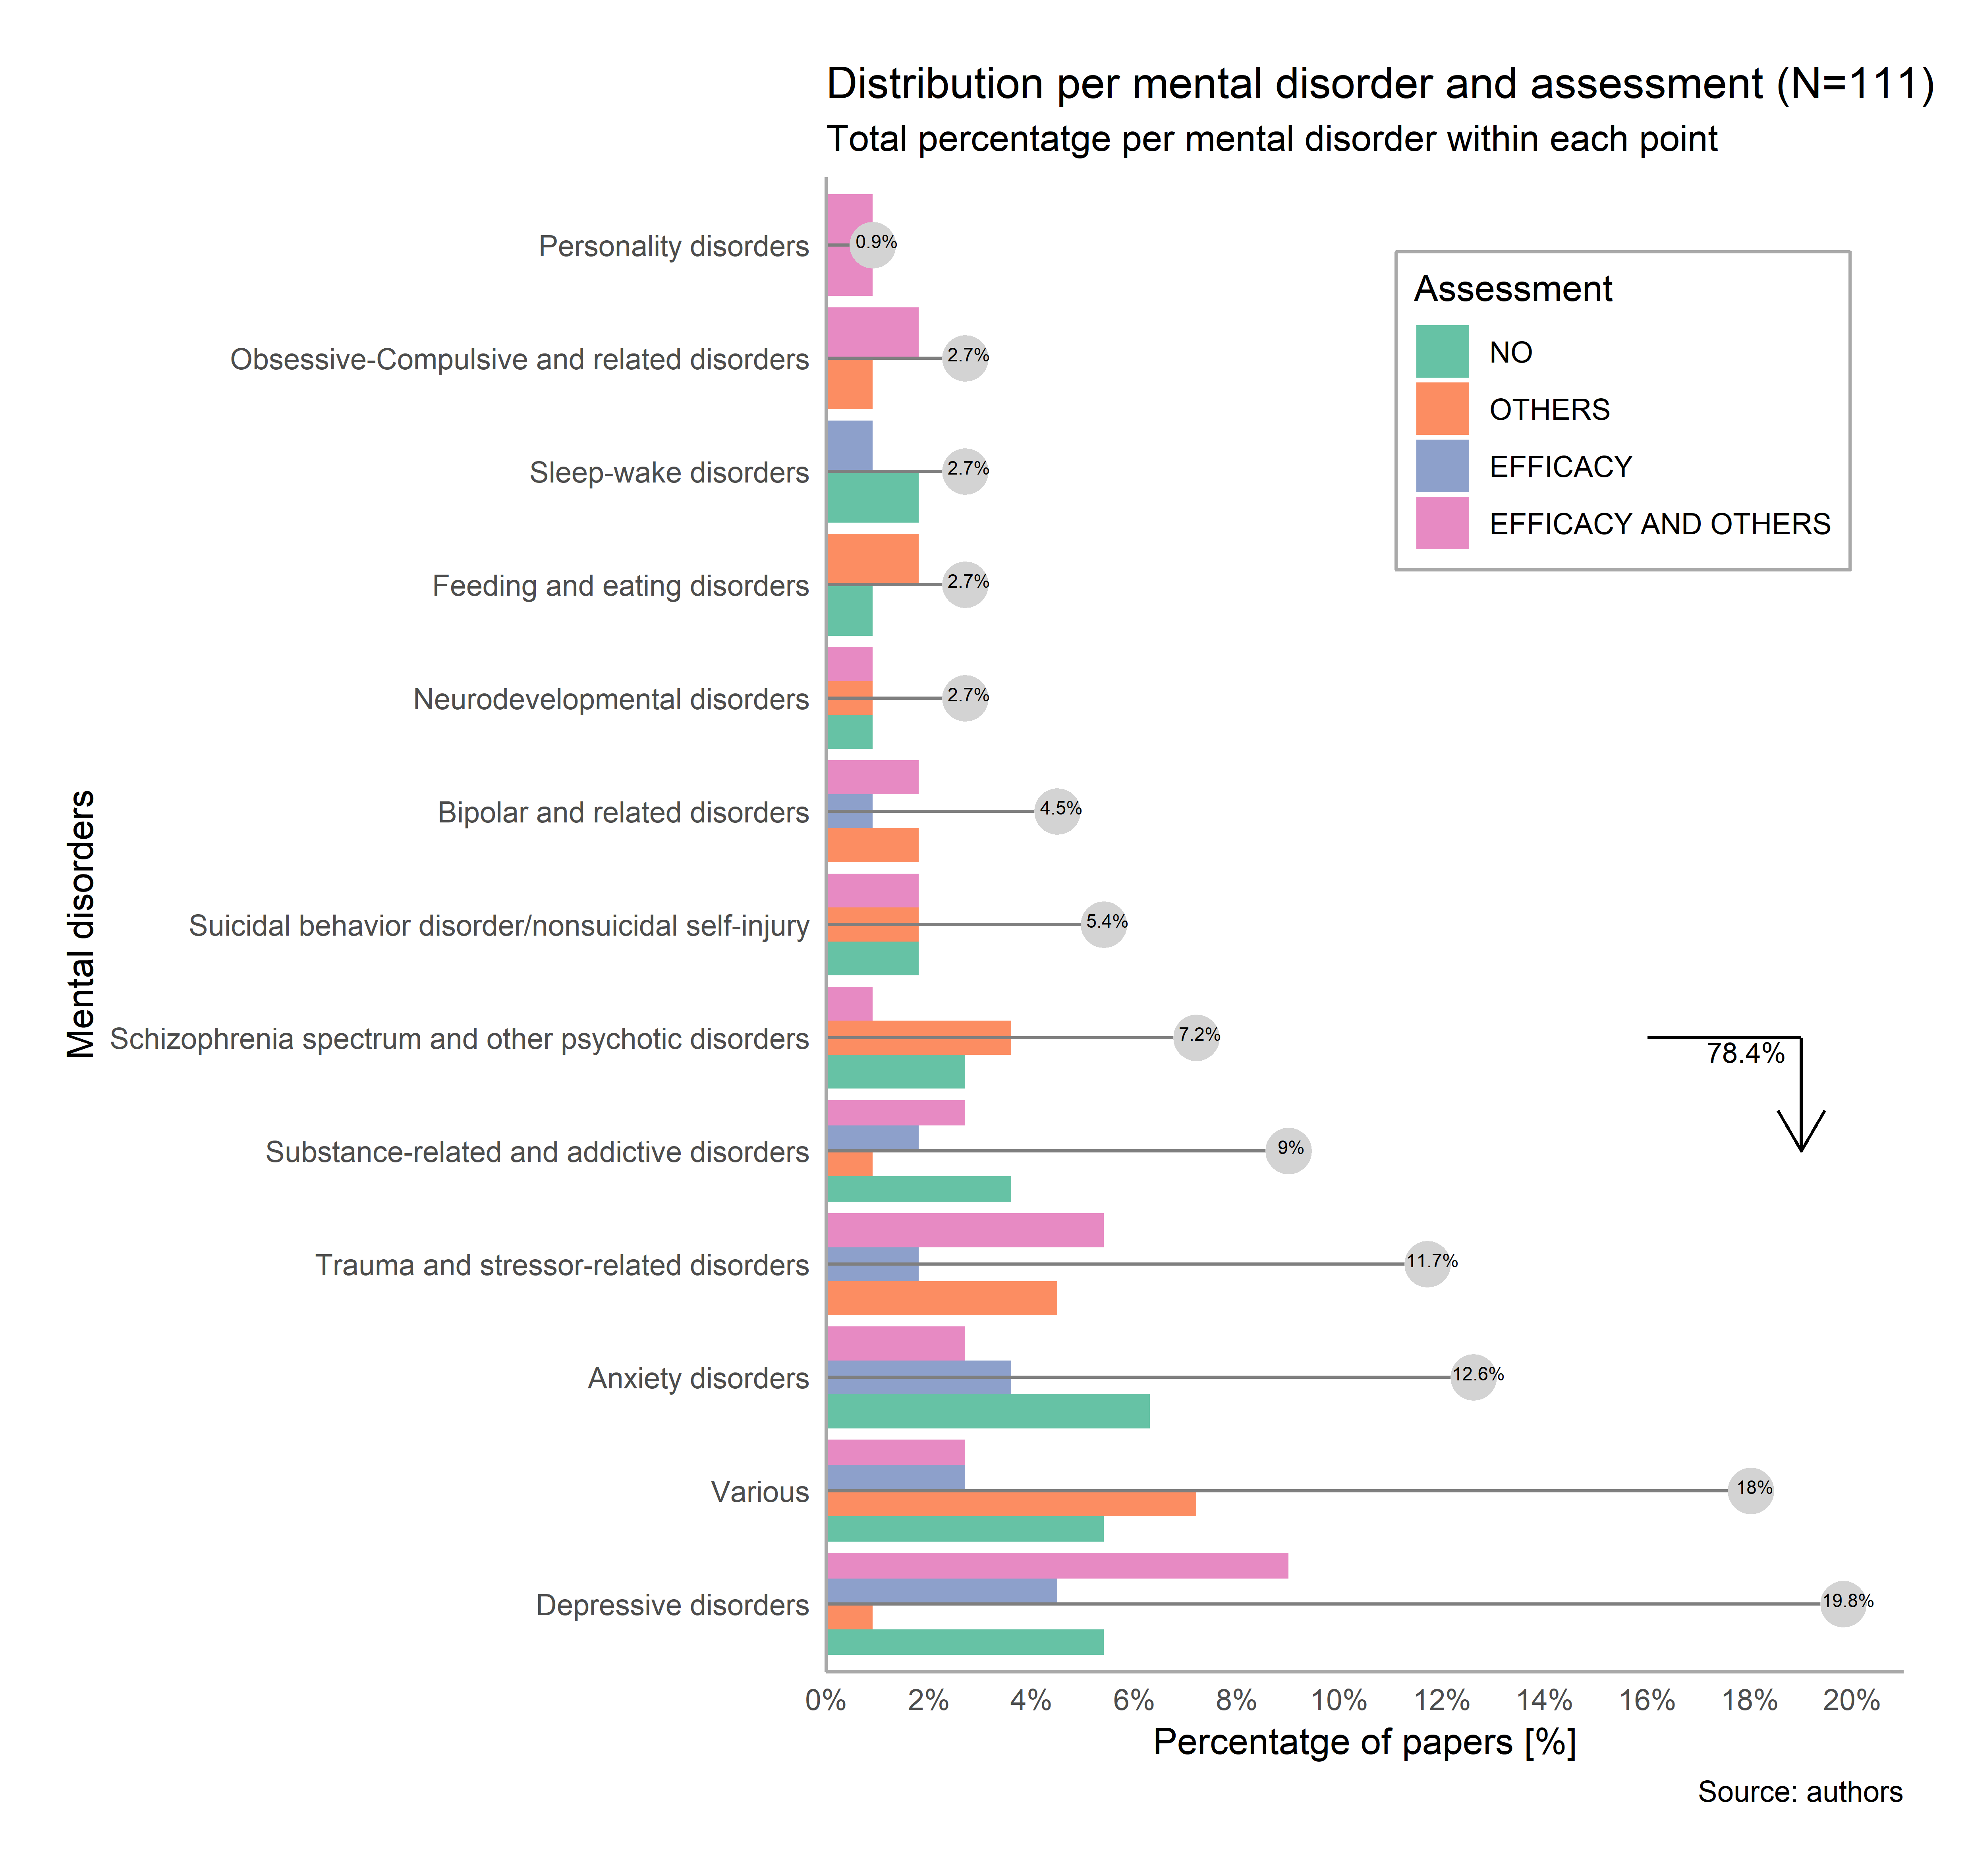 Distribution per mental disorder and assessment (N=111)
Total percentatge per mental disorder within each point
Mental disorders
Personality disorders
0.9%
Obsessive-Compulsive and related disorders
2.7%
Sleep-wake disorders
2.7%
Feeding and eating disorders
2.7%
Neurodevelopmental disorders
2.7%
Bipolar and related disorders
4.5%
Suicidal behavior disorder/nonsuicidal self-injury
5.4%
Schizophrenia spectrum and other psychotic disorders
7.2%
Substance-related and addictive disorders
9%
Trauma and stressor-related disorders
11.7%
Anxiety disorders
12.6%
Various
18%
Depressive disorders
19.8%
Assessment
NO
OTHERS
EFFICACY
EFFICACY AND OTHERS
78.4%
0% 2% 4% 6% 8% 10% 12% 14% 16% 18% 20%
Percentatge of papers [%]
Source: authors